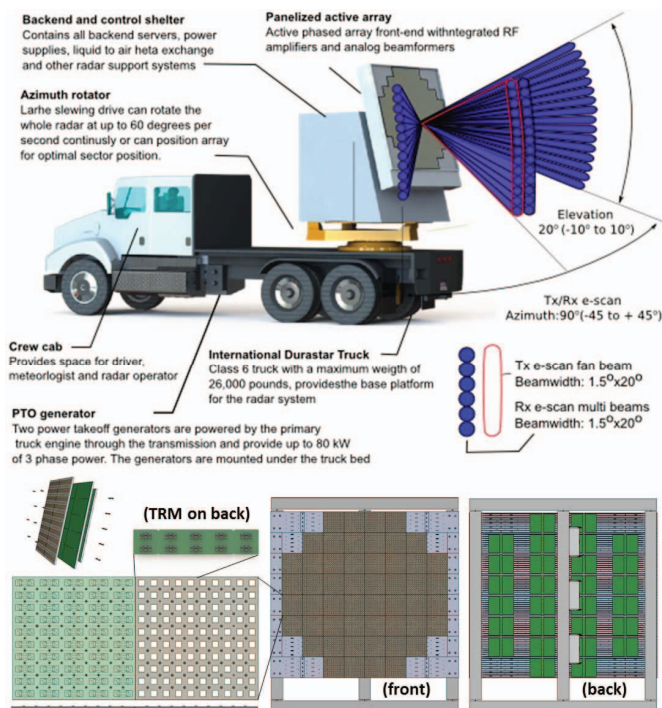 Backend and control shelter
Contains all backend servers, power
supplies, liquid to air heta exchange
and other radar support systems
Panelized active array
Active phased array front-end withntegrated RF
amplifiers and analog beamformers
Azimuth rotator
Larhe slewing drive can rotate the
whole radar at up to 60 degrees per
second continusly or can position array
for optimal sector position.
Elevation
20° (-10° to 10°)
Tx/Rx e-scan
Azimuth:90°(-45 to + 45°)
Crew cab
Provides space for driver,
meteorlogist and radar operator
International Durastar Truck
Class 6 truck with a maximum weigth of
26,000 pounds, providesthe base platform
for the radar system
Tx e-scan fan beam
Beamwidth: 1.5°x20°
Rx e-scan multi beams
Beamwidth: 1.5°x20°
PTO generator
Two power takeoff generators are powered by the primary
truck engine through the transmission and provide up to 80 kW
of 3 phase power. The generators are mounted under the truck bed
(TRM on back)
(front)
(back)